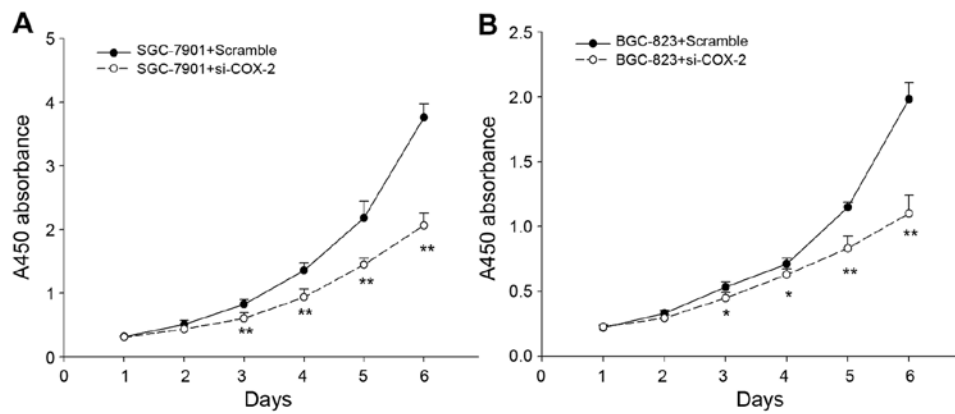 A
SGC-7901+Scramble
SGC-7901+si-COX-2
A450 absorbance
5
4
3
2
1
0
**
**
**
**
0 1 2 3 4 5 6
Days
B
BGC-823+Scramble
BGC-823+si-COX-2
A450 absorbance
2.5
2.0
1.5
1.0
0.5
0.0
*
*
**
**
0 1 2 3 4 5 6
Days